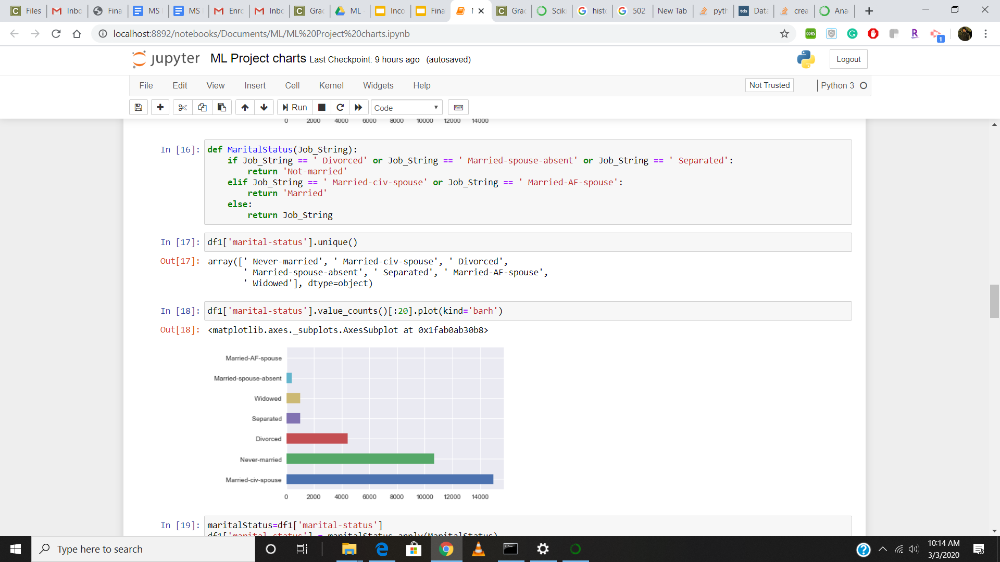 Files Inbo Fina MS MS Enro Inbo Grad ML - Inco Fina Grad Scik histo 502 New Tab pyth Data crea Ana
localhost:8892/notebooks/Documents/ML/ML%20Project%20charts.ipynb
CORS R 1
jupyter ML Project charts Last Checkpoint: 9 hours ago (autosaved) Logout
File Edit View Insert Cell Kernel Widgets Help Not Trusted Python 3
Run Code
0 2000 4000 6000 8000 10000 12000 14000
In [16]: def MaritalStatus(Job_String):
if Job_String == ' Divorced' or Job_String == ' Married-spouse-absent' or Job_String == ' Separated':
return 'Not-married'
elif Job_String == ' Married-civ-spouse' or Job_String == ' Married-AF-spouse':
return 'Married'
else:
return Job_String
In [17]: df1['marital-status'].unique()
Out[17]: array([' Never-married', ' Married-civ-spouse', ' Divorced',
' Married-spouse-absent', ' Separated', ' Married-AF-spouse',
' Widowed'], dtype=object)
In [18]: df1['marital-status'].value_counts()[:20].plot(kind='barh')
Out[18]: <matplotlib.axes._subplots.AxesSubplot at 0x1fab0ab30b8>
Married-AF-spouse
Married-spouse-absent
Widowed
Separated
Divorced
Never-married
Married-civ-spouse
0 2000 4000 6000 8000 10000 12000 14000
In [19]: maritalStatus=df1['marital-status']
df1['marital-status'] = maritalStatus.apply(MaritalStatus)
Type here to search
10:14 AM
3/3/2020